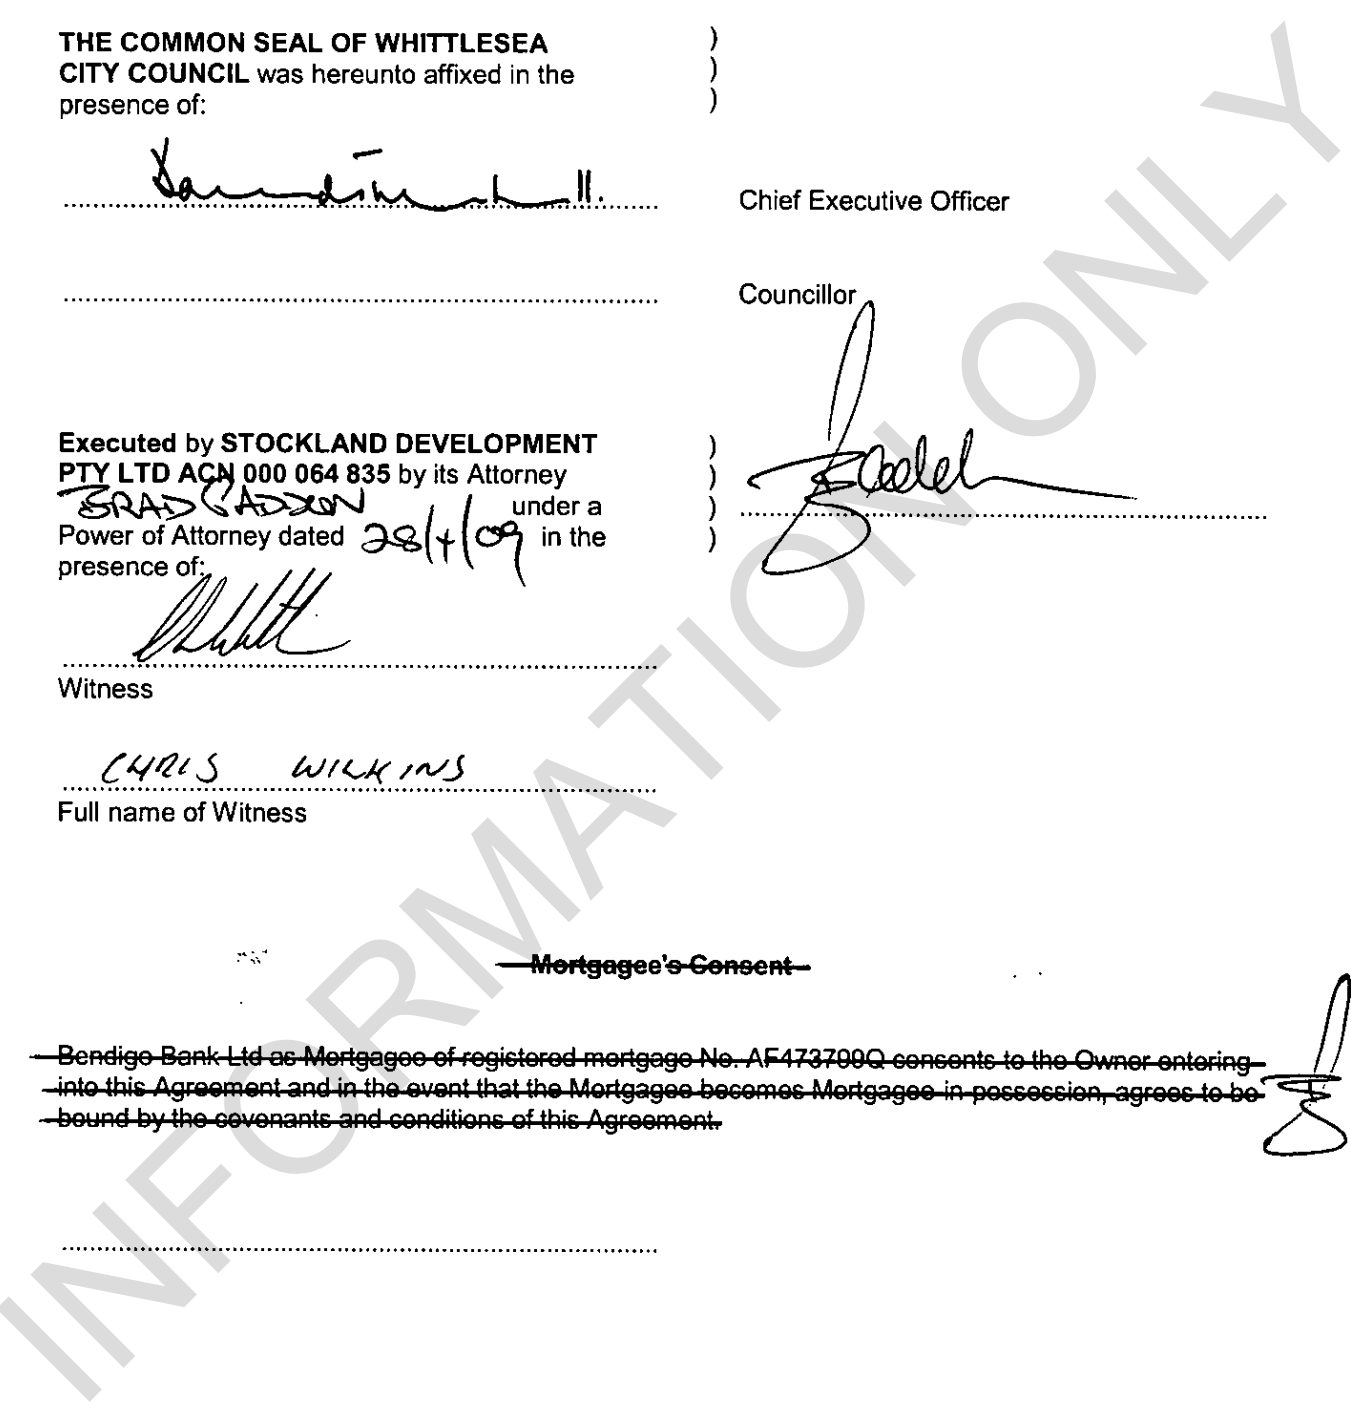 THE COMMON SEAL OF WHITTLESEA )
CITY COUNCIL was hereunto affixed in the )
presence of: )
Chief Executive Officer
Councillor
Executed by STOCKLAND DEVELOPMENT )
PTY LTD ACN 000 064 835 by its Attorney )
BRAD PADDON under a )
Power of Attorney dated 28/4/09 in the )
presence of:
Witness
CHRIS WILKINS
Full name of Witness
Mortgagee's Consent
Bendigo Bank Ltd as Mortgagee of registered mortgage No. AF473709Q consents to the Owner entering
into this Agreement and in the event that the Mortgagee becomes Mortgagee in possession, agrees to be
bound by the covenants and conditions of this Agreement.
INFORMATION ONLY